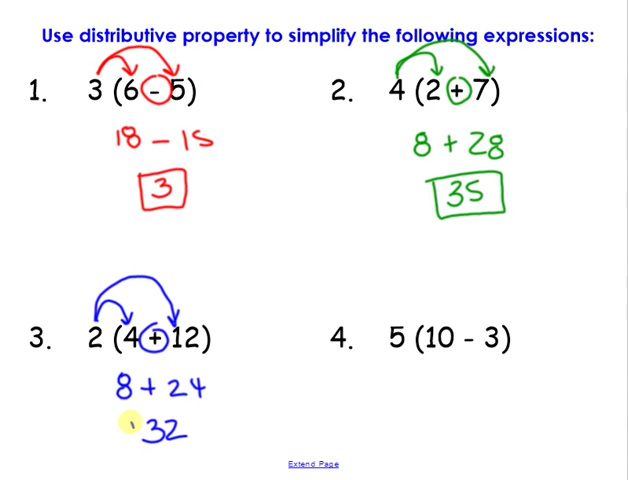 Use distributive property to simplify the following expressions:
1. 3 (6 - 5)
18 - 15
3
2. 4 (2 + 7)
8 + 28
35
3. 2 (4 + 12)
8 + 24
32
4. 5 (10 - 3)
Extend Page